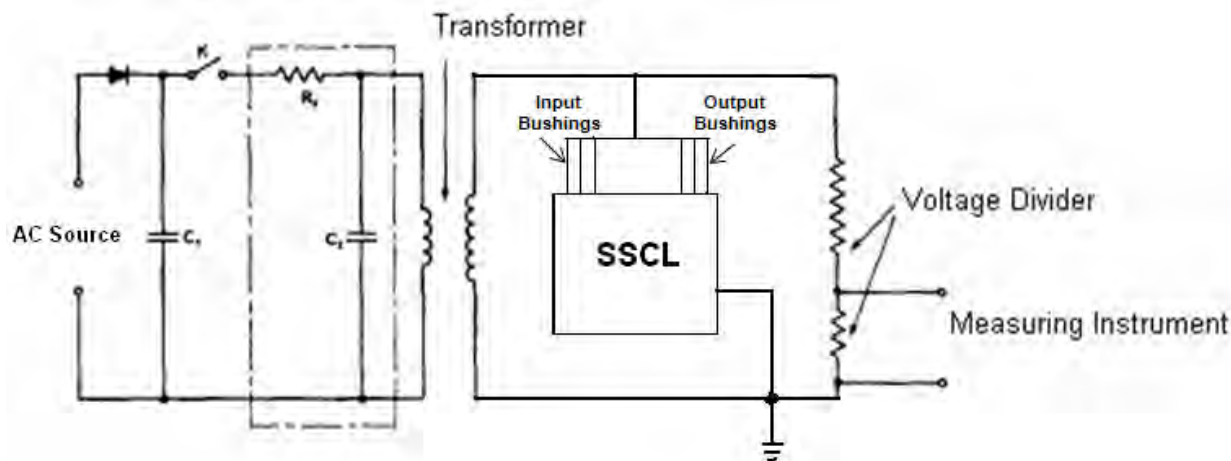 Transformer
K
R₁
Input
Bushings
Output
Bushings
AC Source
C₁
C₂
SSCL
Voltage Divider
Measuring Instrument